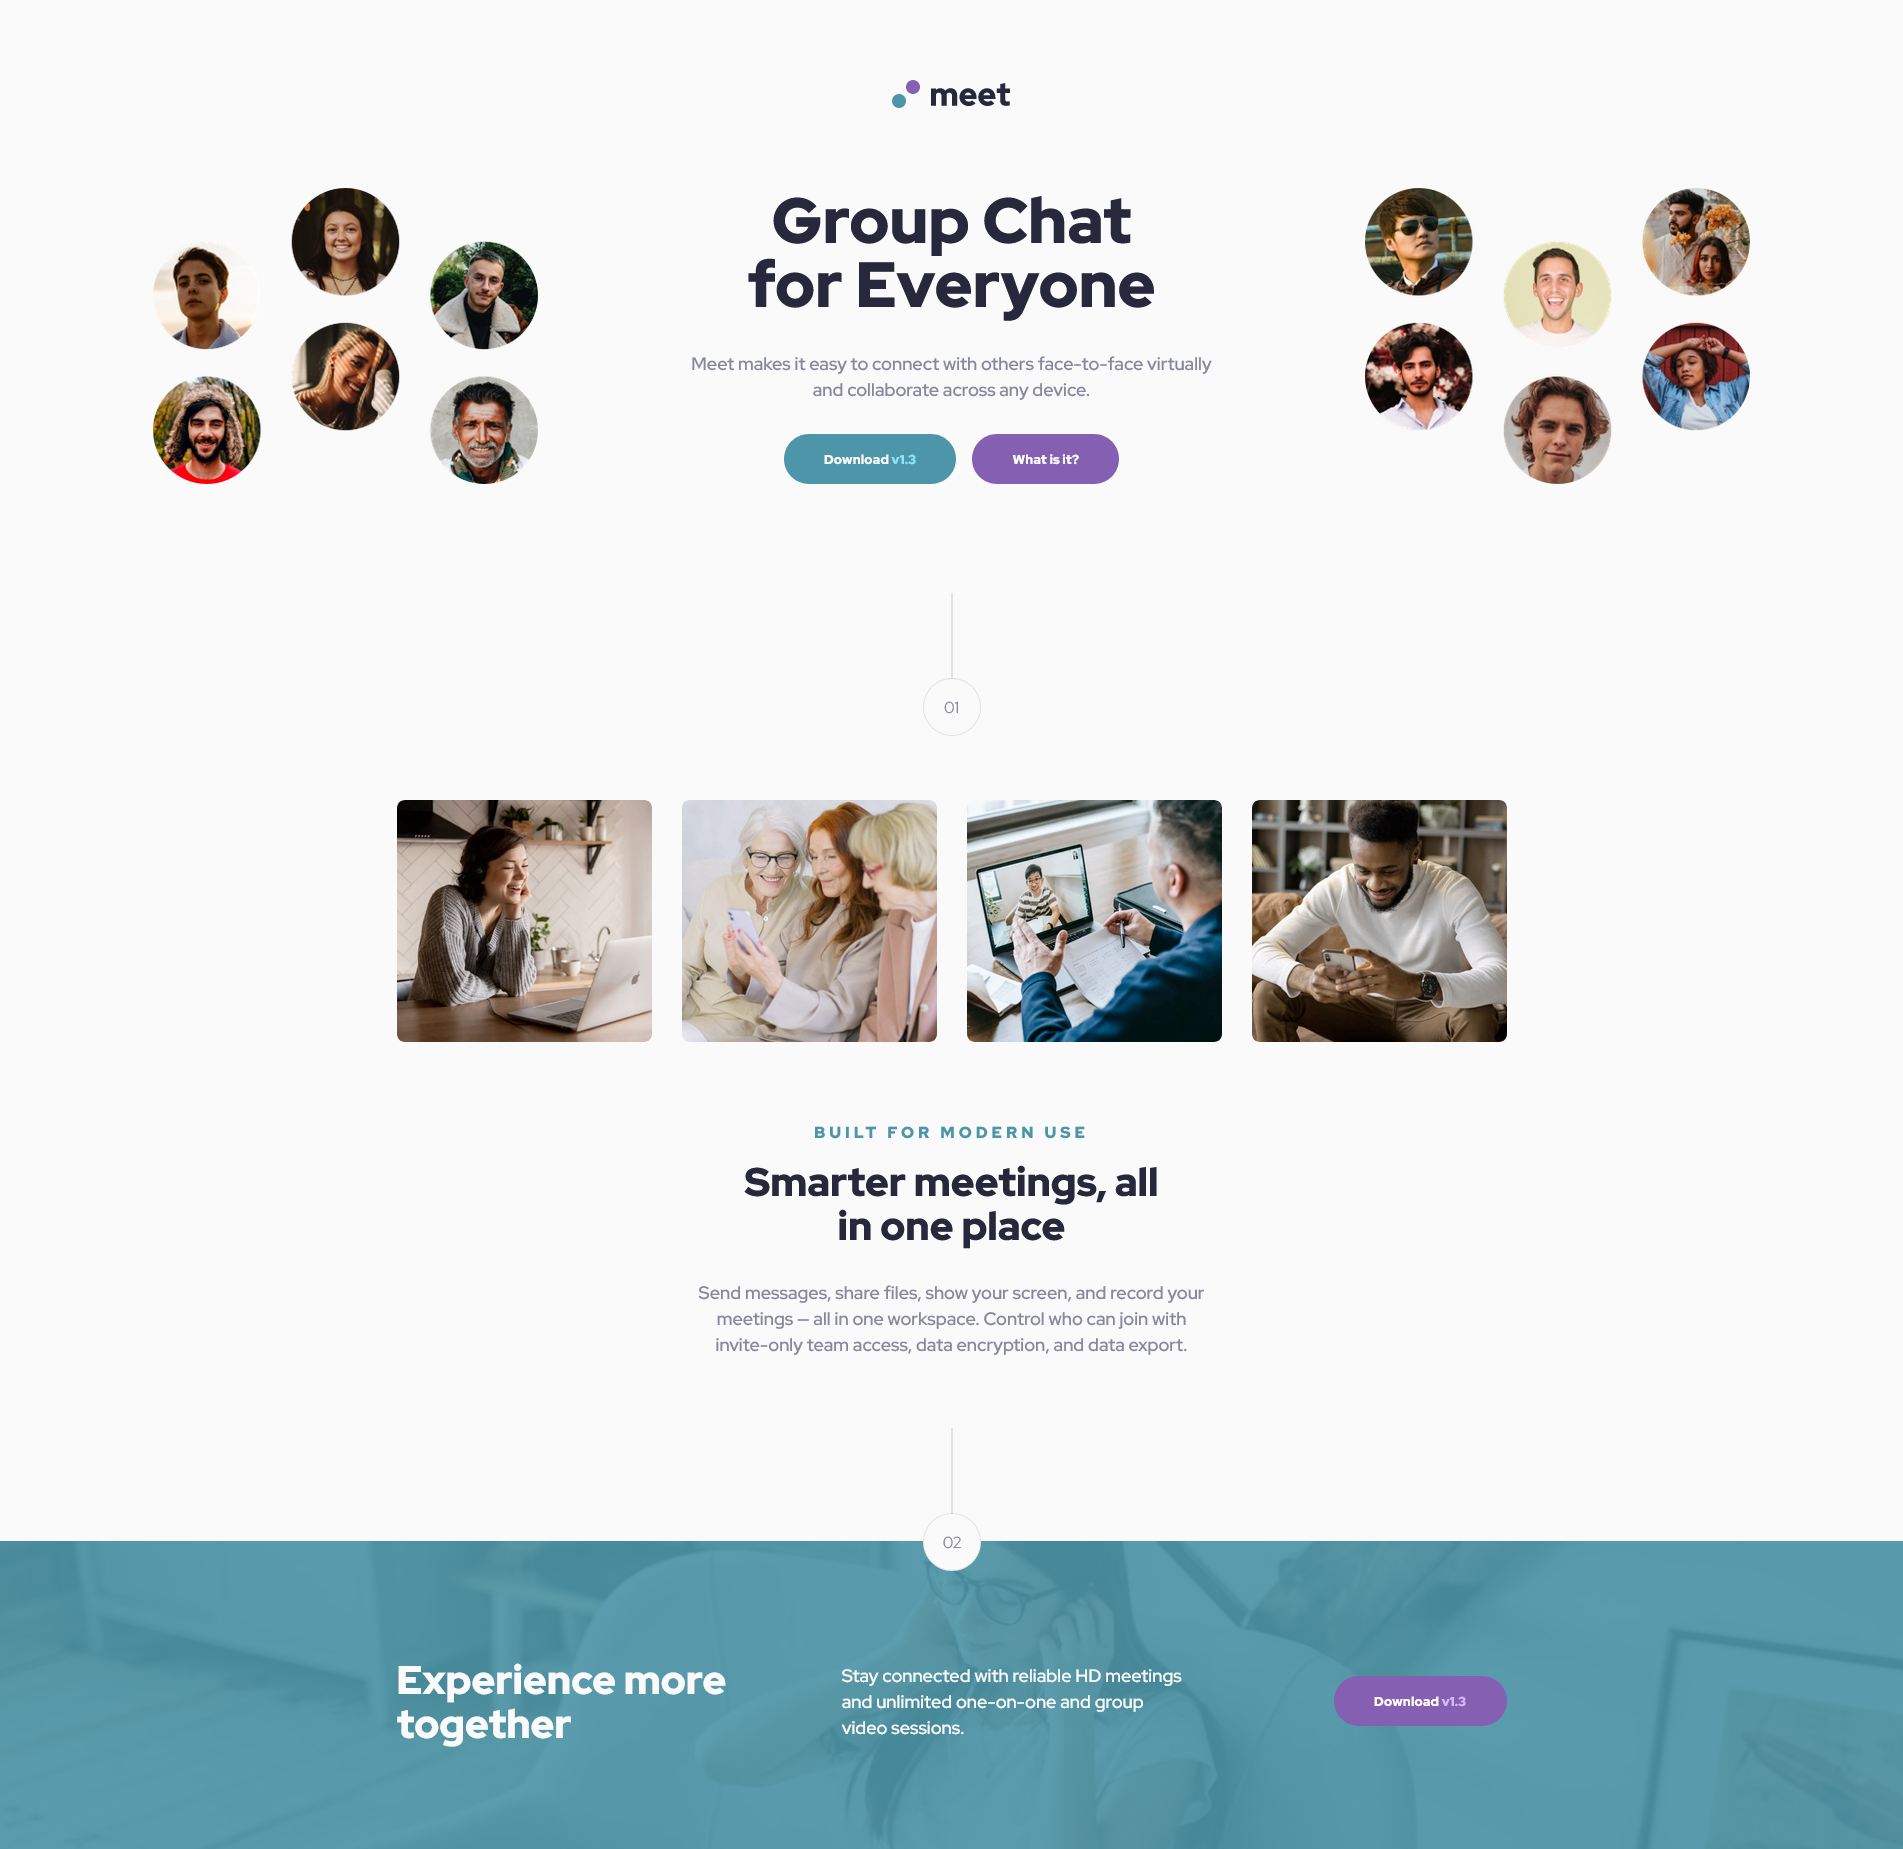 meet
Group Chat
for Everyone
Meet makes it easy to connect with others face-to-face virtually
and collaborate across any device.
Download v1.3
What is it?
01
BUILT FOR MODERN USE
Smarter meetings, all
in one place
Send messages, share files, show your screen, and record your
meetings — all in one workspace. Control who can join with
invite-only team access, data encryption, and data export.
02
Experience more
together
Stay connected with reliable HD meetings
and unlimited one-on-one and group
video sessions.
Download v1.3